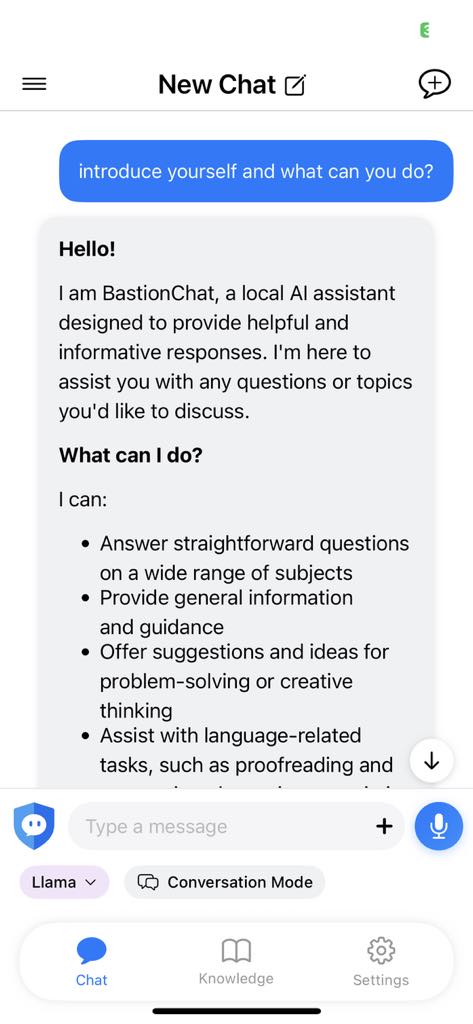 New Chat
introduce yourself and what can you do?
Hello!
I am BastionChat, a local AI assistant
designed to provide helpful and
informative responses. I'm here to
assist you with any questions or topics
you'd like to discuss.
What can I do?
I can:
• Answer straightforward questions
on a wide range of subjects
• Provide general information
and guidance
• Offer suggestions and ideas for
problem-solving or creative
thinking
• Assist with language-related
tasks, such as proofreading and
Type a message
Llama
Conversation Mode
Chat
Knowledge
Settings